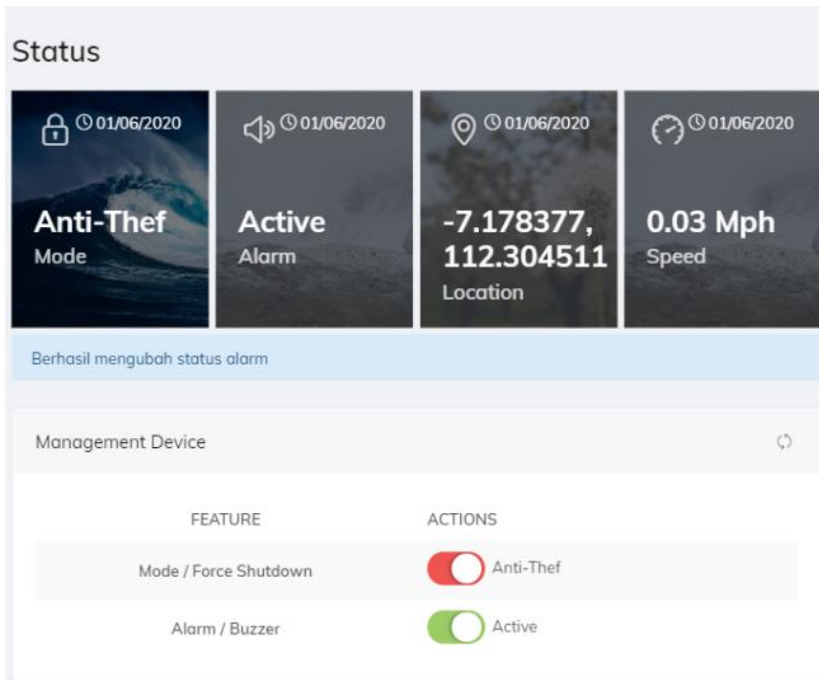 Status
01/06/2020
Anti-Thef
Mode
01/06/2020
Active
Alarm
01/06/2020
-7.178377,
112.304511
Location
01/06/2020
0.03 Mph
Speed
Berhasil mengubah status alarm
Management Device
FEATURE ACTIONS
Mode / Force Shutdown Anti-Thef
Alarm / Buzzer Active